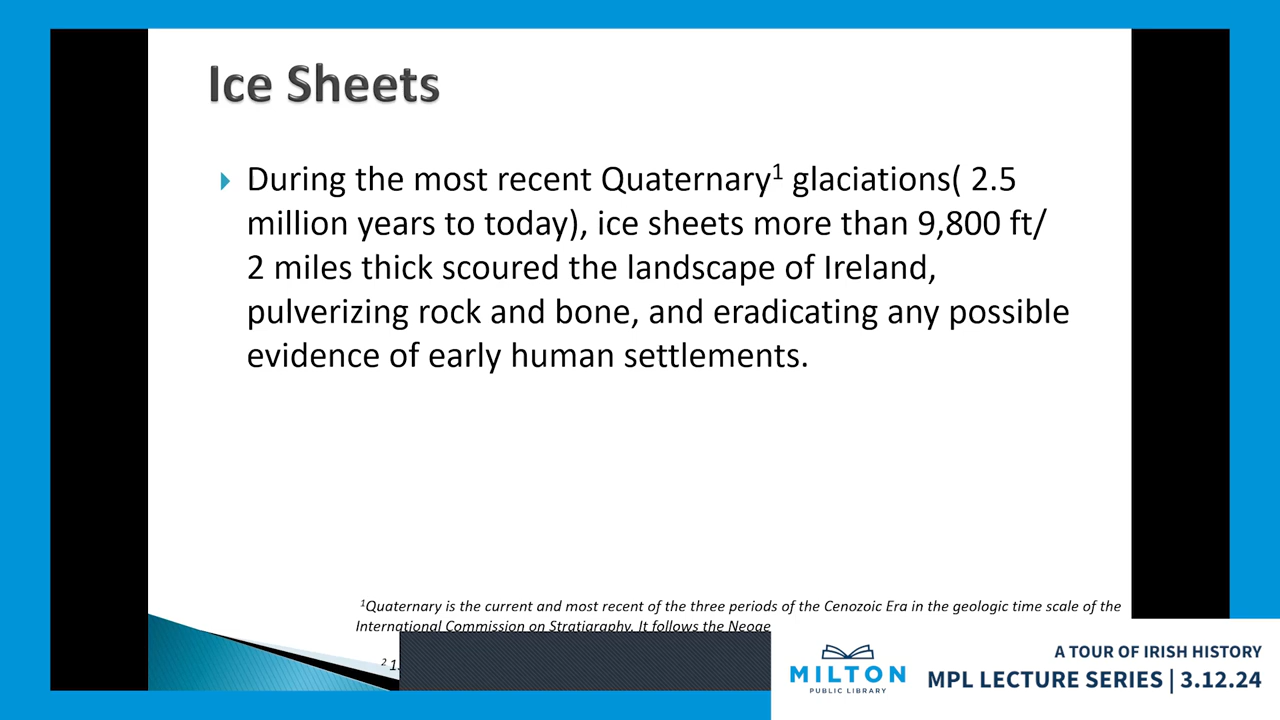 Ice Sheets
During the most recent Quaternary1 glaciations( 2.5
million years to today), ice sheets more than 9,800 ft/
2 miles thick scoured the landscape of Ireland,
pulverizing rock and bone, and eradicating any possible
evidence of early human settlements.
1Quaternary is the current and most recent of the three periods of the Cenozoic Era in the geologic time scale of the
International Commission on Stratigraphy. It follows the
2
MILTON
PUBLIC LIBRARY
A TOUR OF IRISH HISTORY
MPL LECTURE SERIES | 3.12.24